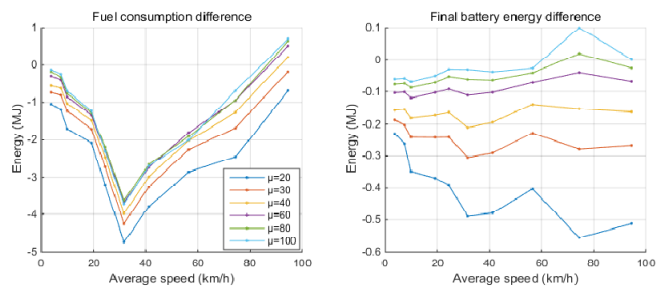 Fuel consumption difference
1
0
-1
-2
-3
-4
-5
Energy (MJ)
0
20
40
60
80
100
Average speed (km/h)
μ=20
μ=30
μ=40
μ=60
μ=80
μ=100
Final battery energy difference
0.1
0
-0.1
-0.2
-0.3
-0.4
-0.5
-0.6
Energy (MJ)
0
20
40
60
80
100
Average speed (km/h)